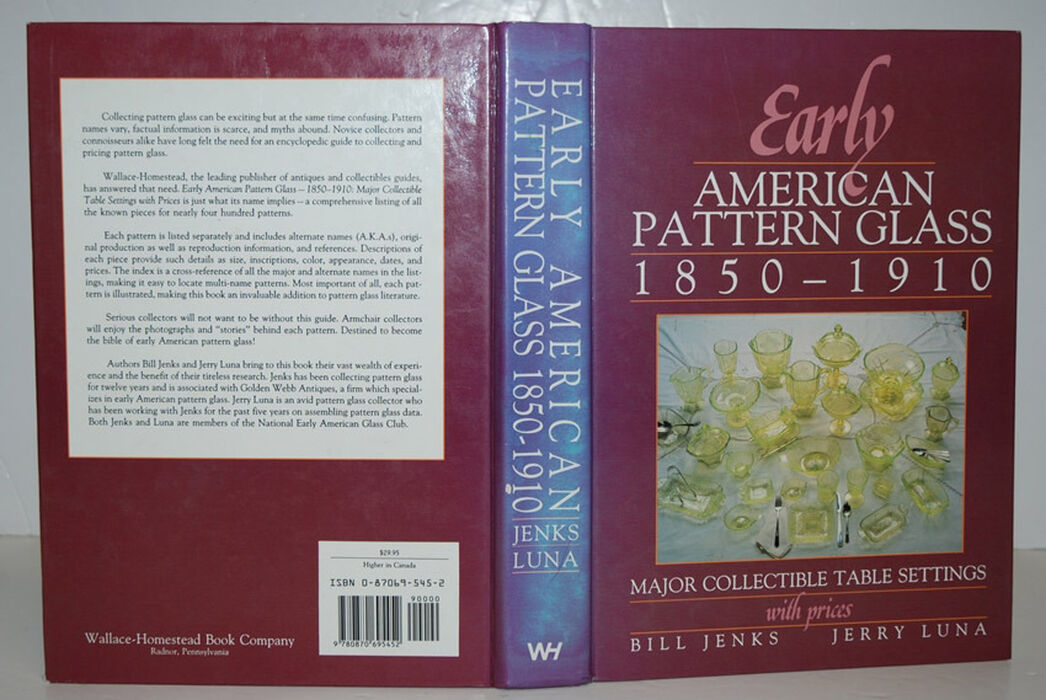 Collecting pattern glass can be exciting but at the same time confusing. Pattern
names vary, factual information is scarce, and myths abound. Novice collectors and
connoisseurs alike have long felt the need for an encyclopedic guide to collecting and
pricing pattern glass.
Wallace-Homestead, the leading publisher of antiques and collectibles guides,
has answered that need. Early American Pattern Glass – 1850–1910: Major Collectible
Table Settings with Prices is just what its name implies – a comprehensive listing of all
the known pieces for nearly four hundred patterns.
Each pattern is listed separately and includes alternate names (A.K.A.s), origi-
nal production as well as reproduction information, and references. Descriptions of
each piece provide such details as size, inscriptions, color, appearance, dates, and
prices. The index is a cross-reference of all the major and alternate names in the list-
ings, making it easy to locate multi-name patterns. Most important of all, each pat-
tern is illustrated, making this book an invaluable addition to pattern glass literature.
Serious collectors will not want to be without this guide. Armchair collectors
will enjoy the photographs and "stories" behind each pattern. Destined to become
the bible of early American pattern glass!
Authors Bill Jenks and Jerry Luna bring to this book their vast wealth of experi-
ence and the benefit of their tireless research. Jenks has been collecting pattern glass
for twelve years and is associated with Golden Webb Antiques, a firm which special-
izes in early American pattern glass. Jerry Luna is an avid pattern glass collector who
has been working with Jenks for the past five years on assembling pattern glass data.
Both Jenks and Luna are members of the National Early American Glass Club.
$29.95
Higher in Canada
ISBN 0-87069-545-2
90000
9 780870 695452
Wallace-Homestead Book Company
Radnor, Pennsylvania
EARLY AMERICAN
PATTERN GLASS 1850-1910
JENKS
LUNA
WH
Early
AMERICAN
PATTERN GLASS
1850–1910
MAJOR COLLECTIBLE TABLE SETTINGS
with prices
BILL JENKS JERRY LUNA